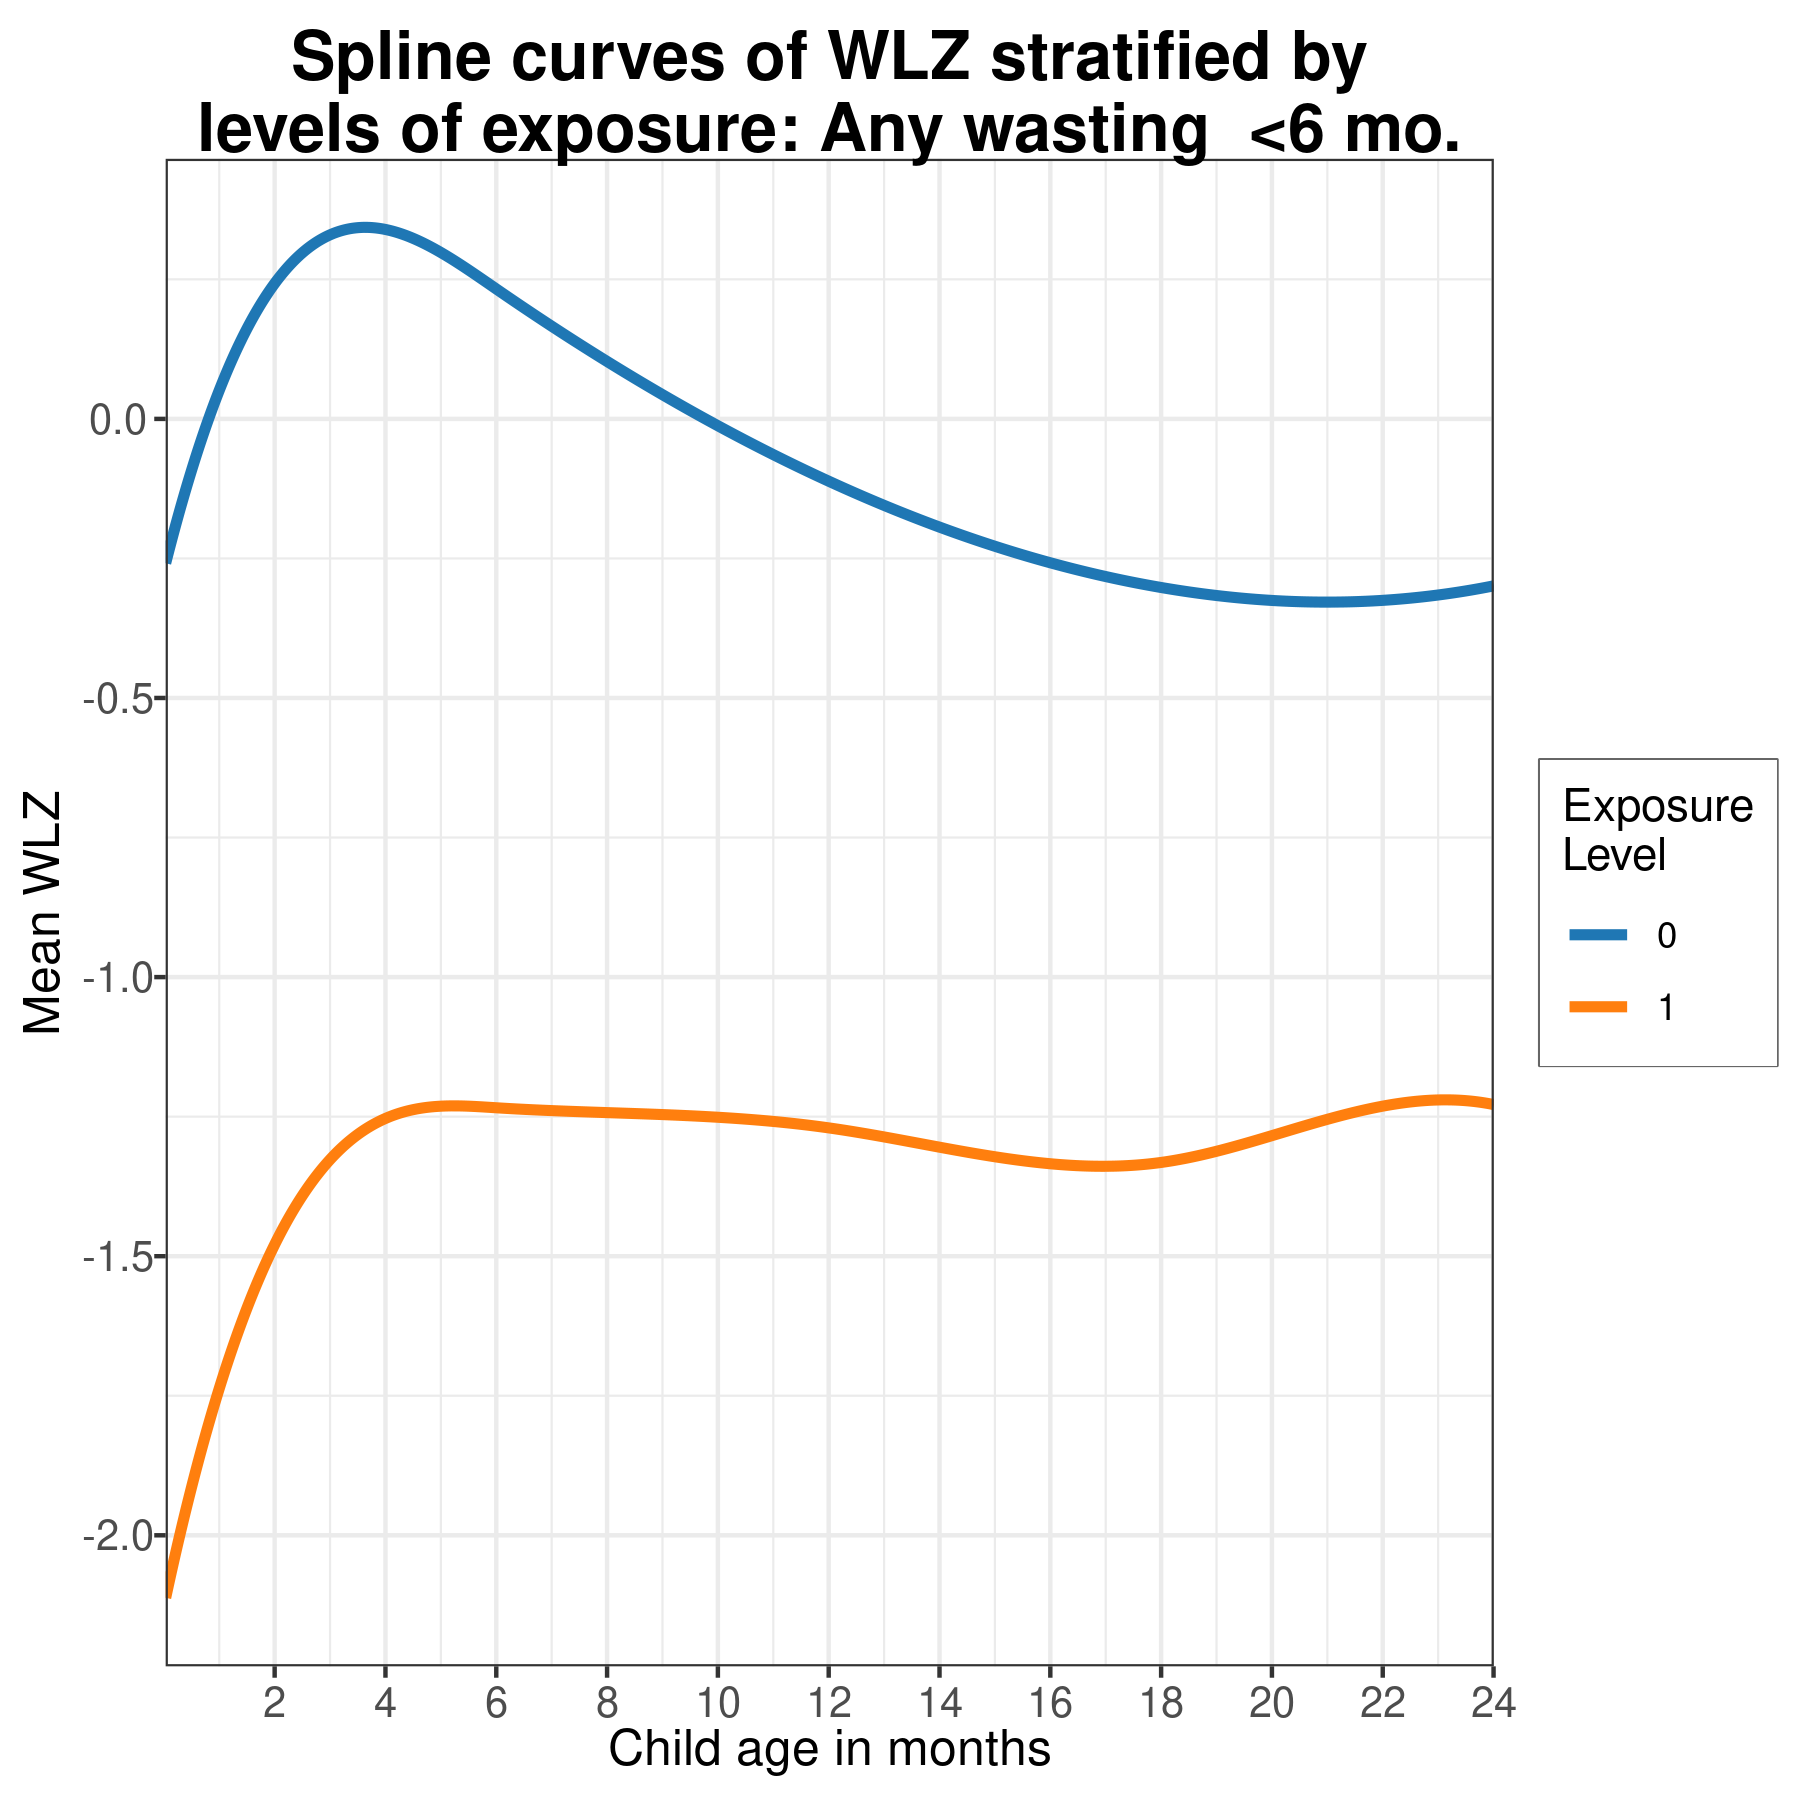 Spline curves of WLZ stratified by
levels of exposure: Any wasting  <6 mo.
0.0
-0.5
-1.0
-1.5
-2.0
Mean WLZ
2 4 6 8 10 12 14 16 18 20 22 24
Child age in months
Exposure
Level
0
1